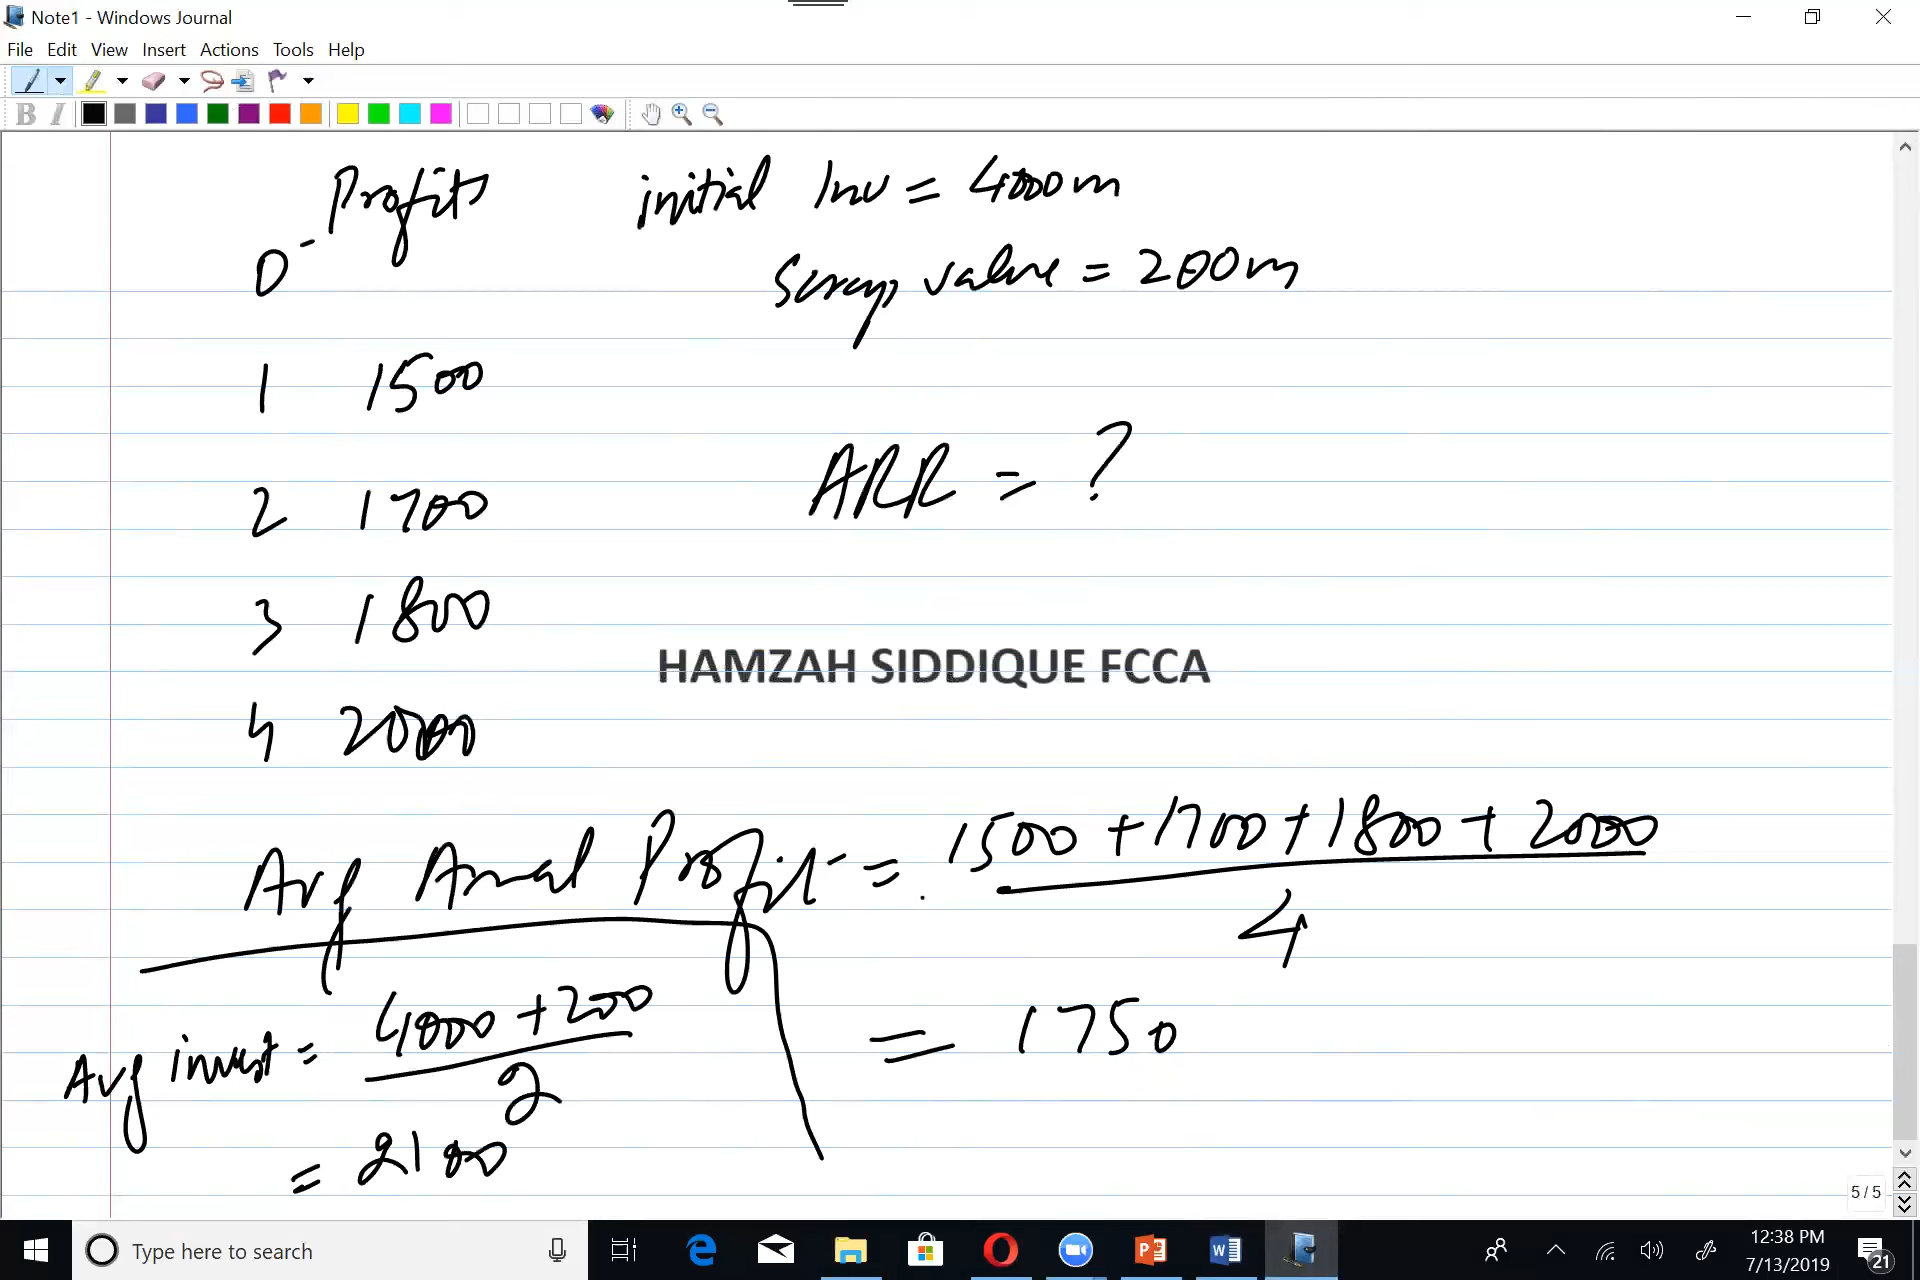 Note1 - Windows Journal
File Edit View Insert Actions Tools Help
B I
Profits initial Inv = 4000m
0 Scrap value = 200m
1 1500
ARR = ?
2 1700
3 1800
HAMZAH SIDDIQUE FCCA
4 2000
Avg Annual Profit = 1500 + 1700 + 1800 + 2000
4
= 1750
Avg invest = 4000 + 200
2
= 2100
5 / 5
Type here to search
12:38 PM
7/13/2019
21